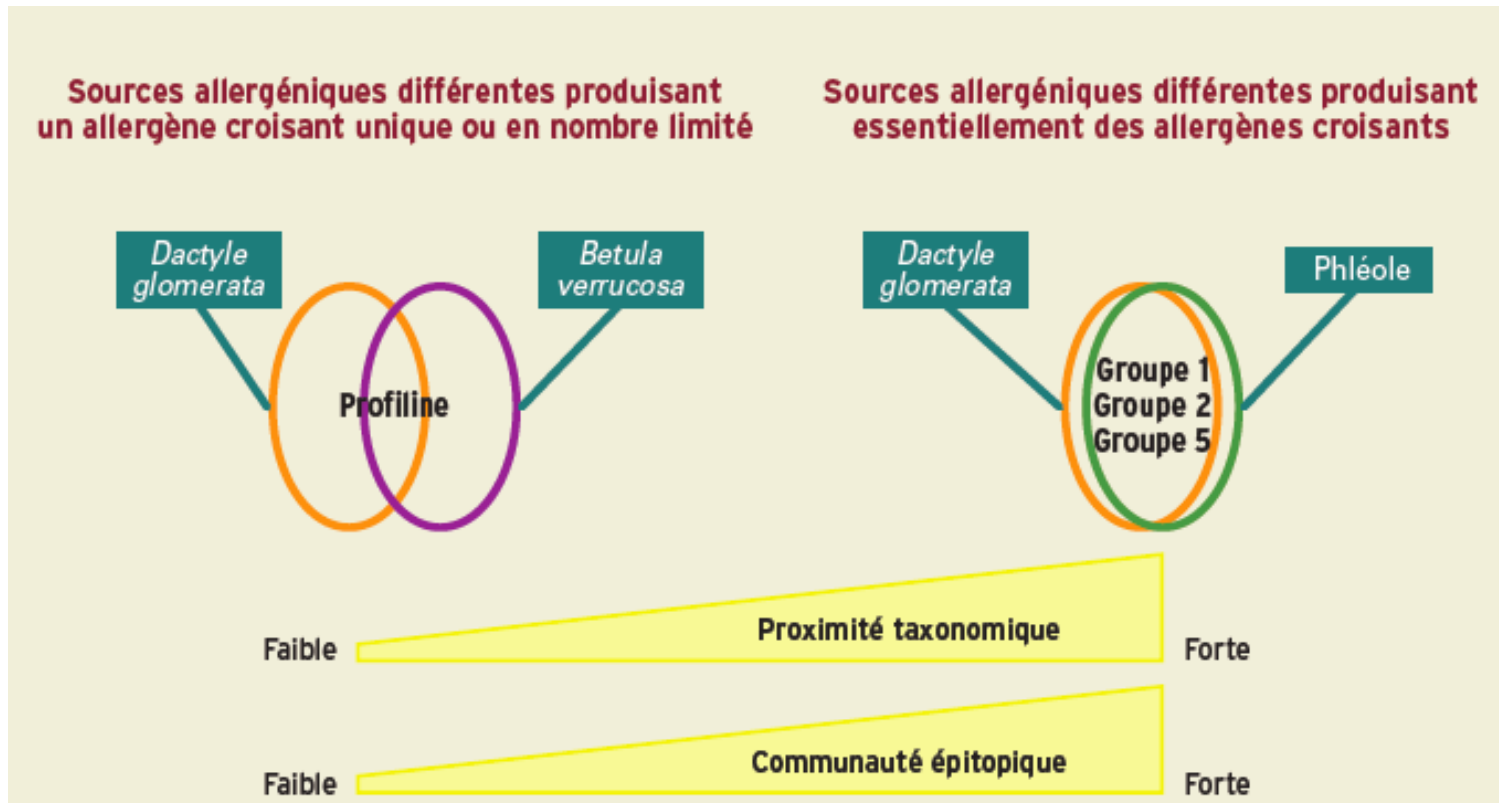 Sources allergéniques différentes produisant
un allergène croisant unique ou en nombre limité
Sources allergéniques différentes produisant
essentiellement des allergènes croisants
Dactyle
glomerata
Betula
verrucosa
Profiline
Dactyle
glomerata
Phléole
Groupe 1
Groupe 2
Groupe 5
Faible
Proximité taxonomique
Forte
Faible
Communauté épitopique
Forte